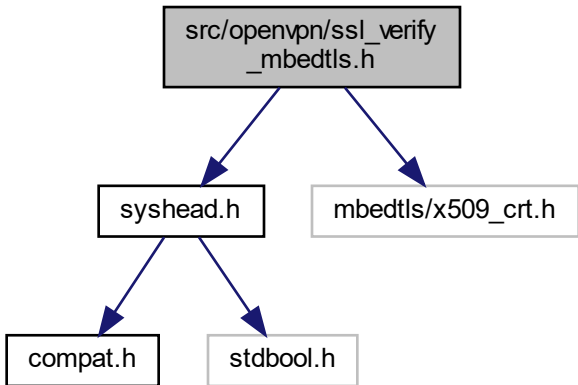 src/openvpn/ssl_verify
_mbedtls.h
syshead.h
mbedtls/x509_crt.h
compat.h
stdbool.h